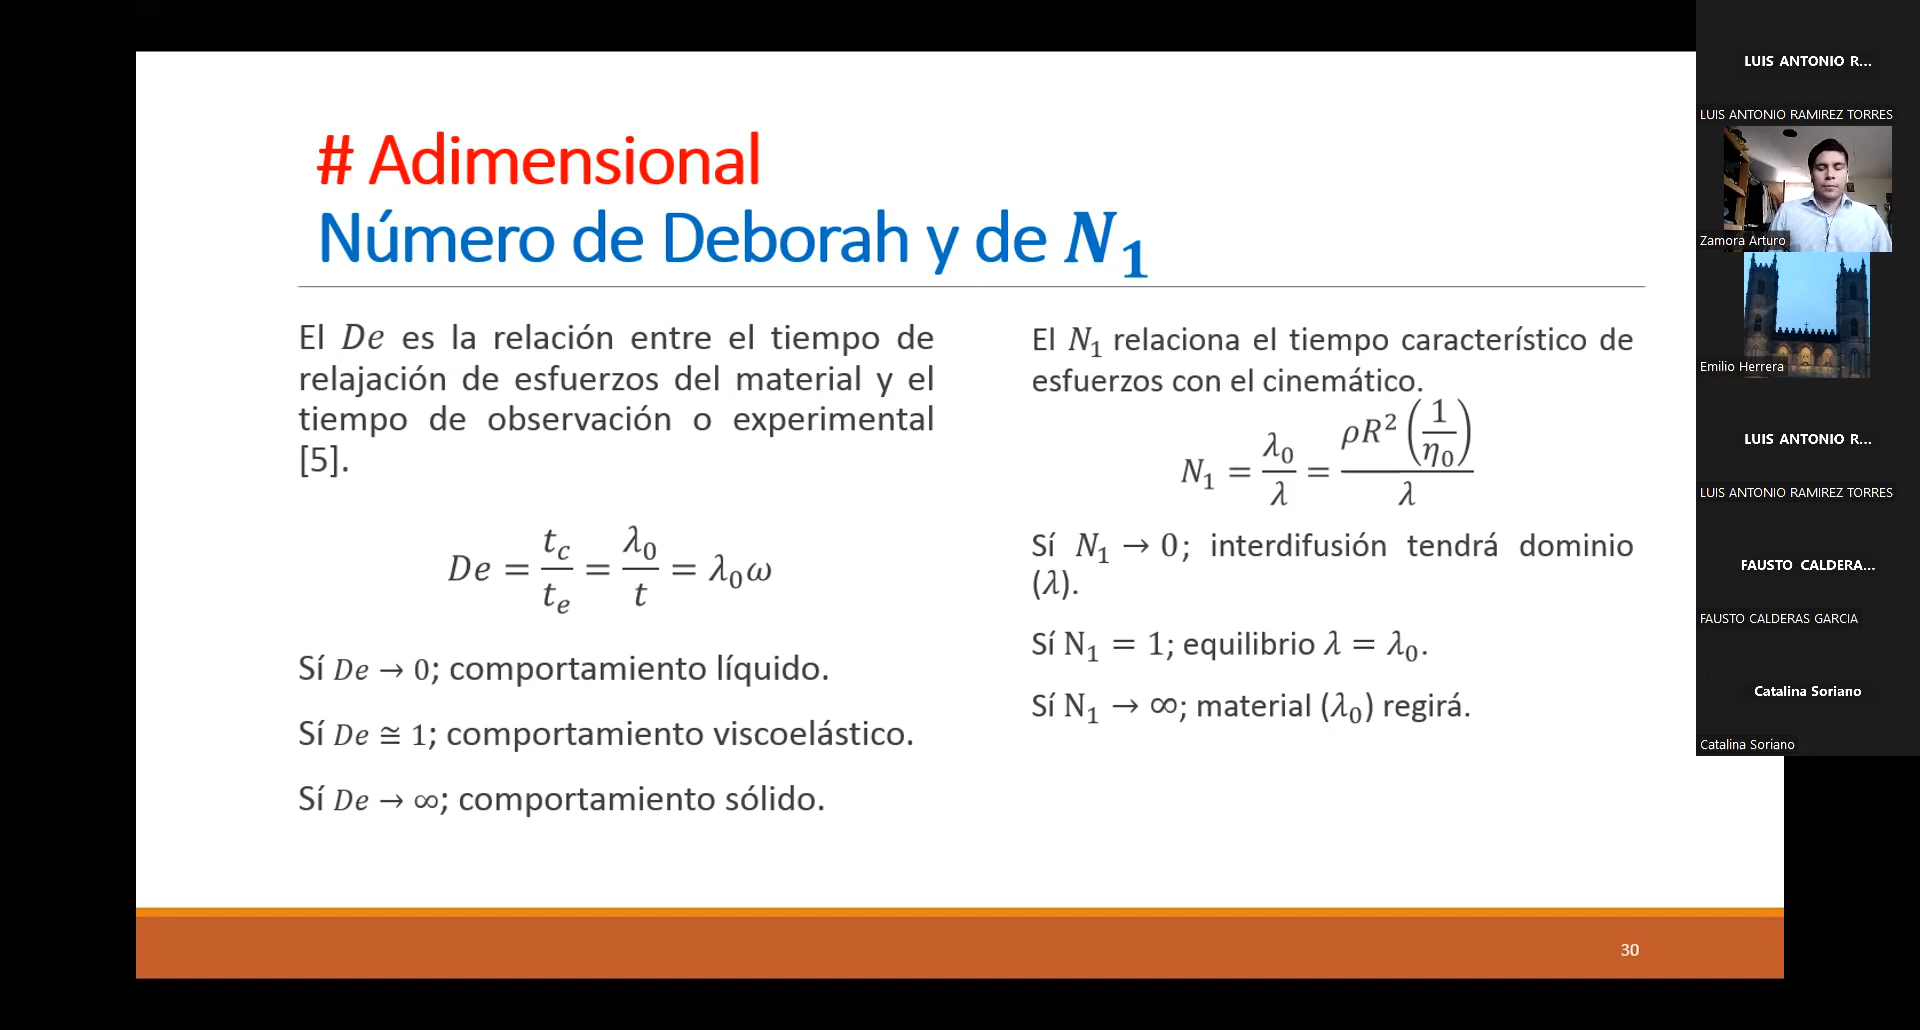 # Adimensional
Número de Deborah y de N₁
El De es la relación entre el tiempo de
relajación de esfuerzos del material y el
tiempo de observación o experimental
[5].
De = t_c/t_e = λ₀/t = λ₀ω
Sí De → 0; comportamiento líquido.
Sí De ≅ 1; comportamiento viscoelástico.
Sí De → ∞; comportamiento sólido.
El N₁ relaciona el tiempo característico de
esfuerzos con el cinemático.
N₁ = λ₀/λ = ρR²(1/η₀)/λ
Sí N₁ → 0; interdifusión tendrá dominio
(λ).
Sí N₁ = 1; equilibrio λ = λ₀.
Sí N₁ → ∞; material (λ₀) regirá.
30
LUIS ANTONIO R...
LUIS ANTONIO RAMIREZ TORRES
Zamora Arturo
Emilio Herrera
LUIS ANTONIO R...
LUIS ANTONIO RAMIREZ TORRES
FAUSTO CALDERA...
FAUSTO CALDERAS GARCIA
Catalina Soriano
Catalina Soriano